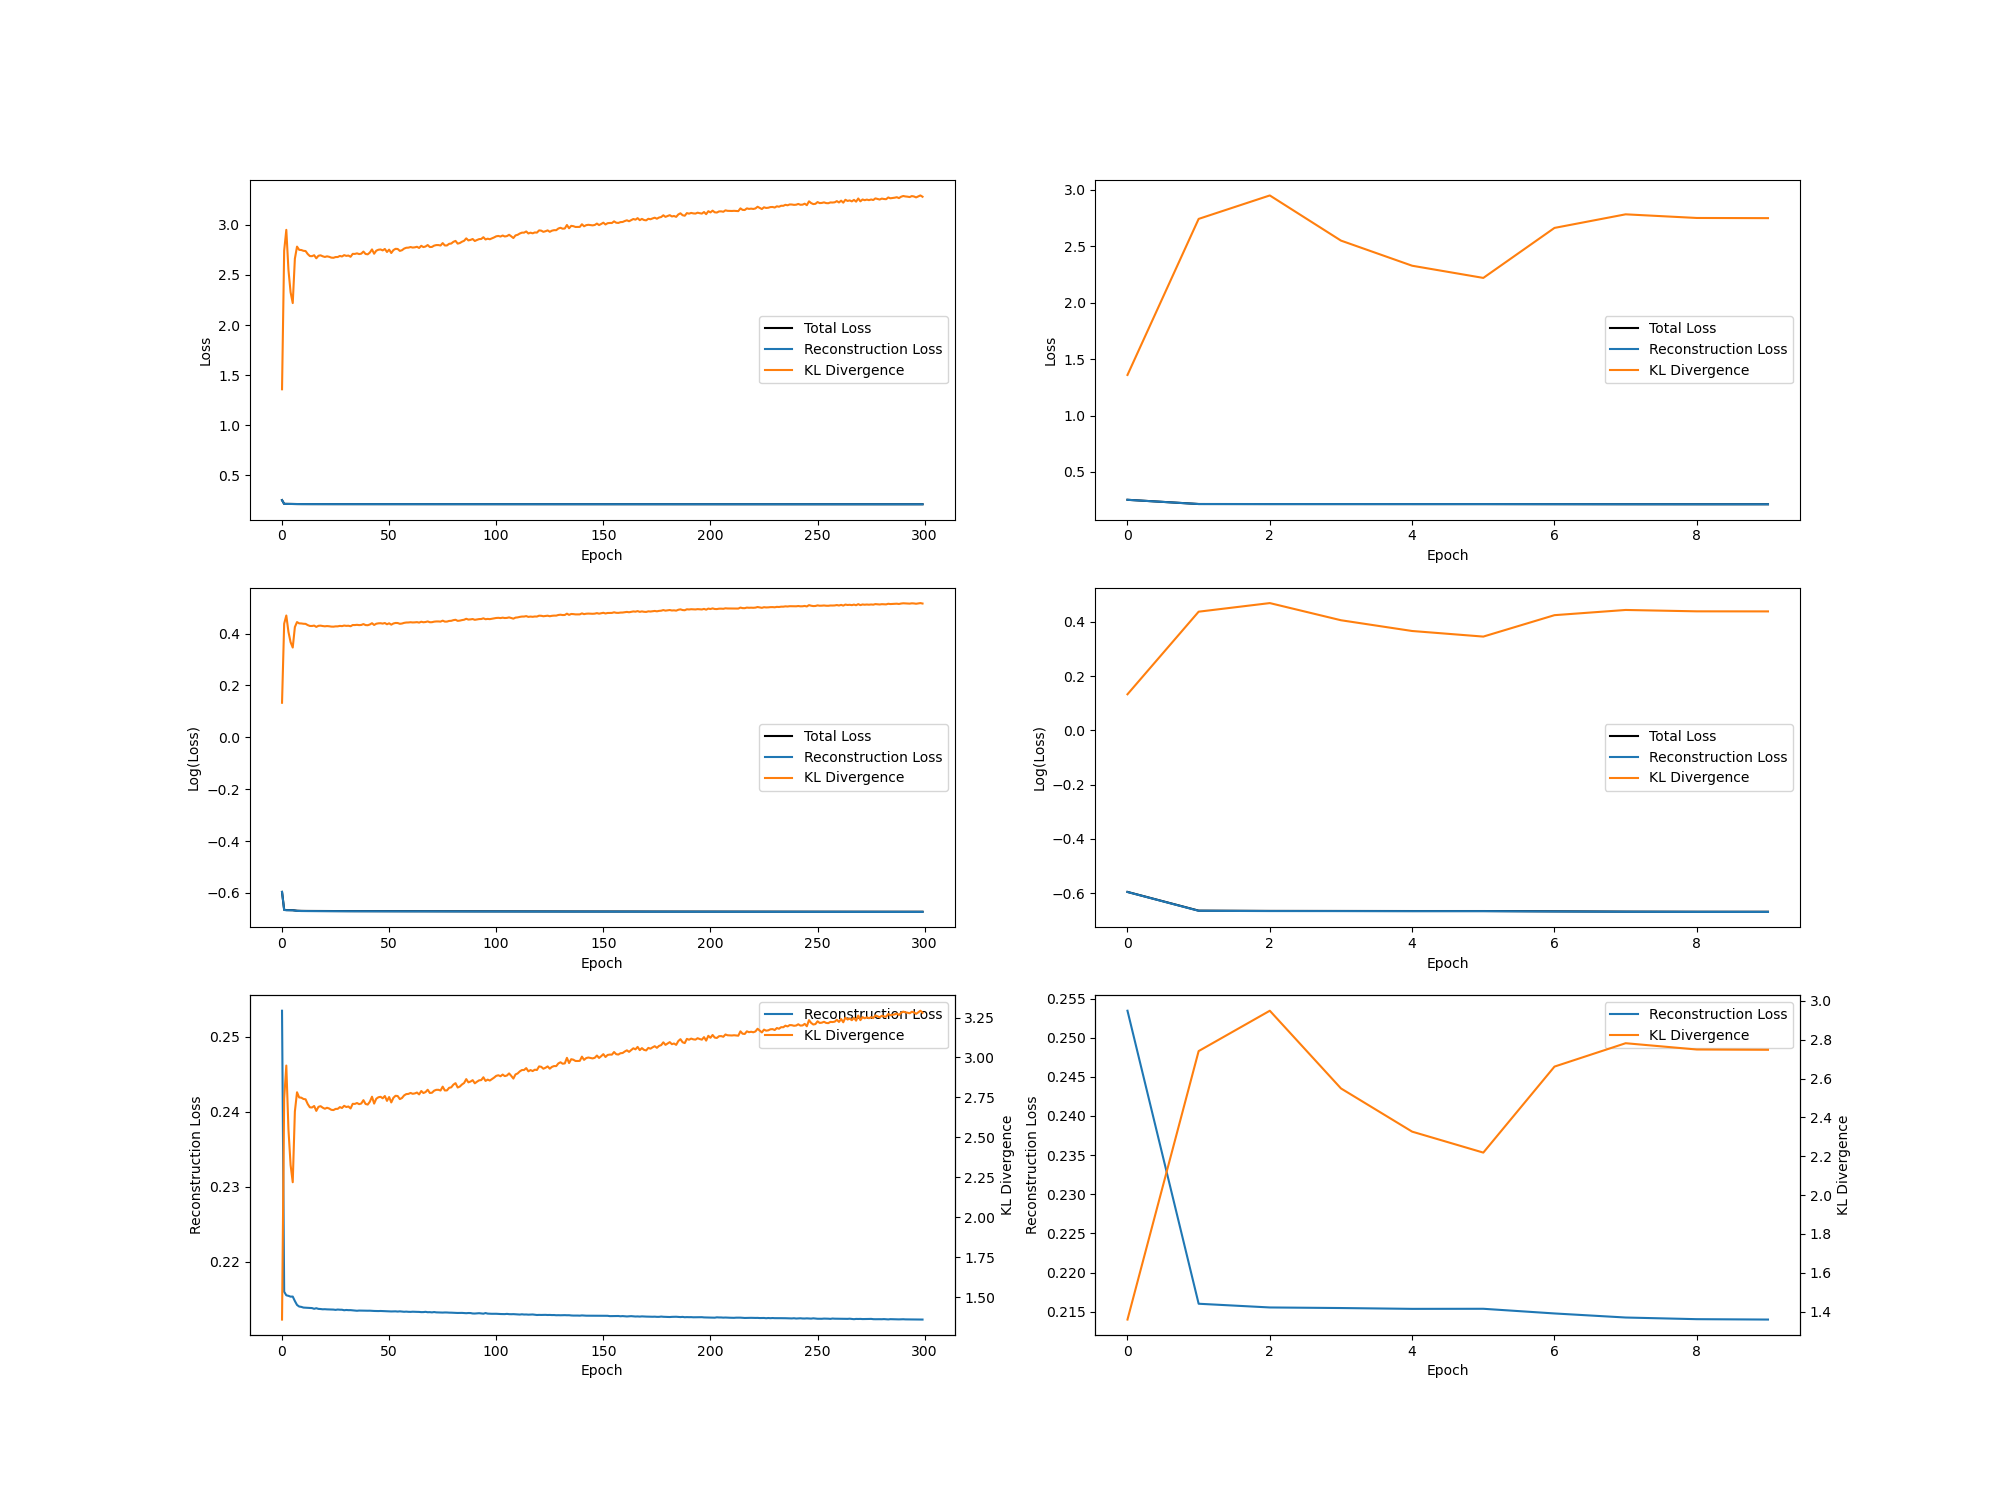 3.0
2.5
2.0
1.5
1.0
0.5
Loss
Total Loss
Reconstruction Loss
KL Divergence
0 50 100 150 200 250 300
Epoch
3.0
2.5
2.0
1.5
1.0
0.5
Loss
Total Loss
Reconstruction Loss
KL Divergence
0 2 4 6 8
Epoch
0.4
0.2
0.0
−0.2
−0.4
−0.6
Log(Loss)
Total Loss
Reconstruction Loss
KL Divergence
0 50 100 150 200 250 300
Epoch
0.4
0.2
0.0
−0.2
−0.4
−0.6
Log(Loss)
Total Loss
Reconstruction Loss
KL Divergence
0 2 4 6 8
Epoch
0.25
0.24
0.23
0.22
Reconstruction Loss
Reconstruction Loss
KL Divergence
3.25
3.00
2.75
2.50
2.25
2.00
1.75
1.50
KL Divergence
0 50 100 150 200 250 300
Epoch
0.255
0.250
0.245
0.240
0.235
0.230
0.225
0.220
0.215
Reconstruction Loss
Reconstruction Loss
KL Divergence
3.0
2.8
2.6
2.4
2.2
2.0
1.8
1.6
1.4
KL Divergence
0 2 4 6 8
Epoch